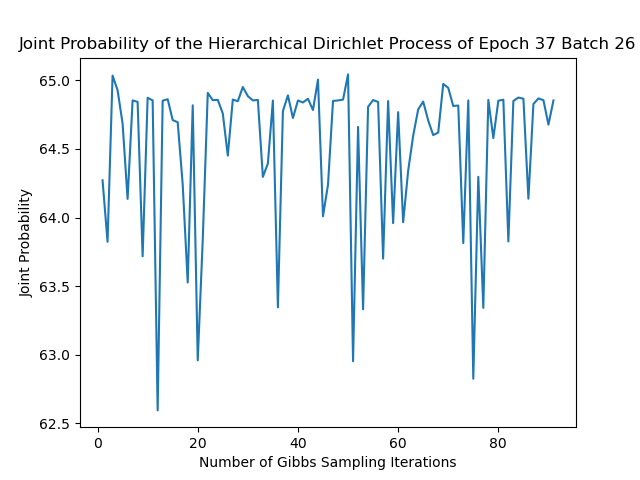 Joint Probability of the Hierarchical Dirichlet Process of Epoch 37 Batch 26
65.0
64.5
64.0
63.5
63.0
62.5
Joint Probability
0 20 40 60 80
Number of Gibbs Sampling Iterations